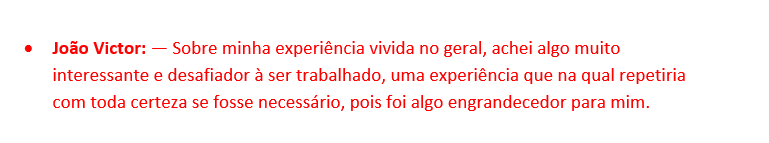 • João Victor: — Sobre minha experiência vivida no geral, achei algo muito
interessante e desafiador à ser trabalhado, uma experiência que na qual repetiria
com toda certeza se fosse necessário, pois foi algo engrandecedor para mim.